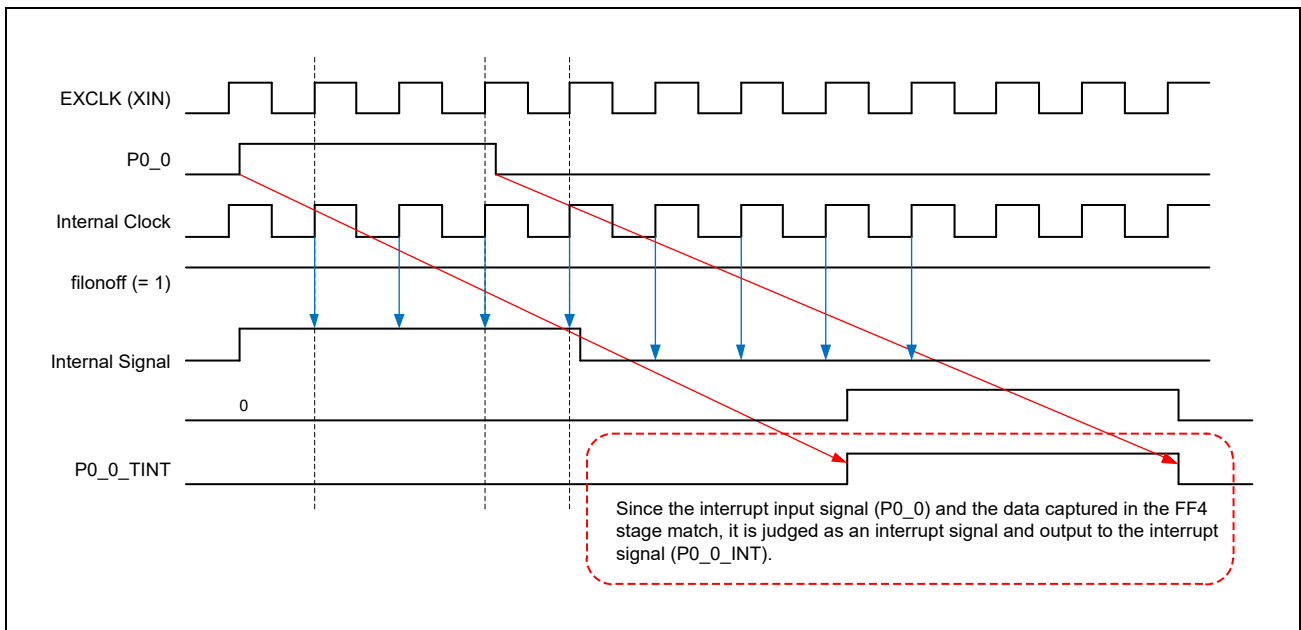 EXCLK (XIN)
P0_0
Internal Clock
filonoff (= 1)
Internal Signal
0
P0_0_TINT
Since the interrupt input signal (P0_0) and the data captured in the FF4
stage match, it is judged as an interrupt signal and output to the interrupt
signal (P0_0_INT).